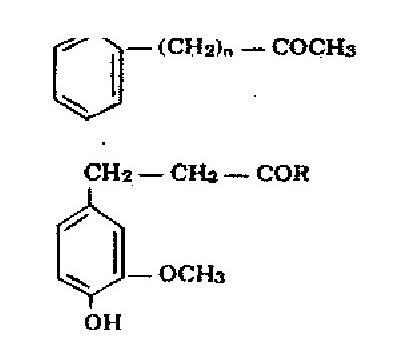 (CH2)n — COCH3
CH2 — CH2 — COR
OCH3
OH